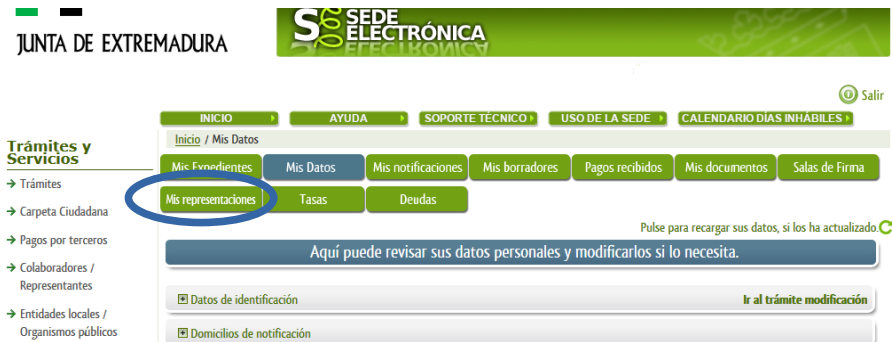 JUNTA DE EXTREMADURA
SEDE
ELECTRÓNICA
Salir
INICIO AYUDA SOPORTE TÉCNICO USO DE LA SEDE CALENDARIO DÍAS INHÁBILES
Inicio / Mis Datos
Trámites y
Servicios
Mis Expedientes Mis Datos Mis notificaciones Mis borradores Pagos recibidos Mis documentos Salas de Firma
Mis representaciones Tasas Deudas
Trámites
Carpeta Ciudadana
Pagos por terceros
Colaboradores /
Representantes
Entidades locales /
Organismos públicos
Pulse para recargar sus datos, si los ha actualizado.
Aquí puede revisar sus datos personales y modificarlos si lo necesita.
Datos de identificación Ir al trámite modificación
Domicilios de notificación